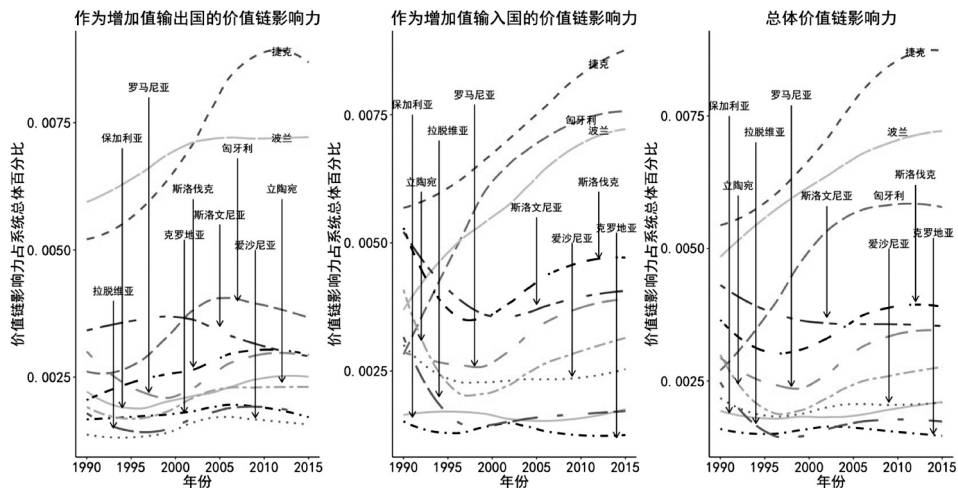 作为增加值输出国的价值链影响力
价值链影响力占系统总体百分比
0.0075
0.0050
0.0025
捷克
罗马尼亚
保加利亚
波兰
匈牙利
斯洛伐克
立陶宛
斯洛文尼亚
克罗地亚
爱沙尼亚
拉脱维亚
1990 1995 2000 2005 2010 2015
年份
作为增加值输入国的价值链影响力
价值链影响力占系统总体百分比
0.0075
0.0050
0.0025
捷克
罗马尼亚
保加利亚
匈牙利
波兰
拉脱维亚
立陶宛
斯洛伐克
斯洛文尼亚
克罗地亚
爱沙尼亚
1990 1995 2000 2005 2010 2015
年份
总体价值链影响力
价值链影响力占系统总体百分比
0.0075
0.0050
0.0025
捷克
罗马尼亚
保加利亚
拉脱维亚
波兰
立陶宛
斯洛伐克
斯洛文尼亚
匈牙利
克罗地亚
爱沙尼亚
1990 1995 2000 2005 2010 2015
年份